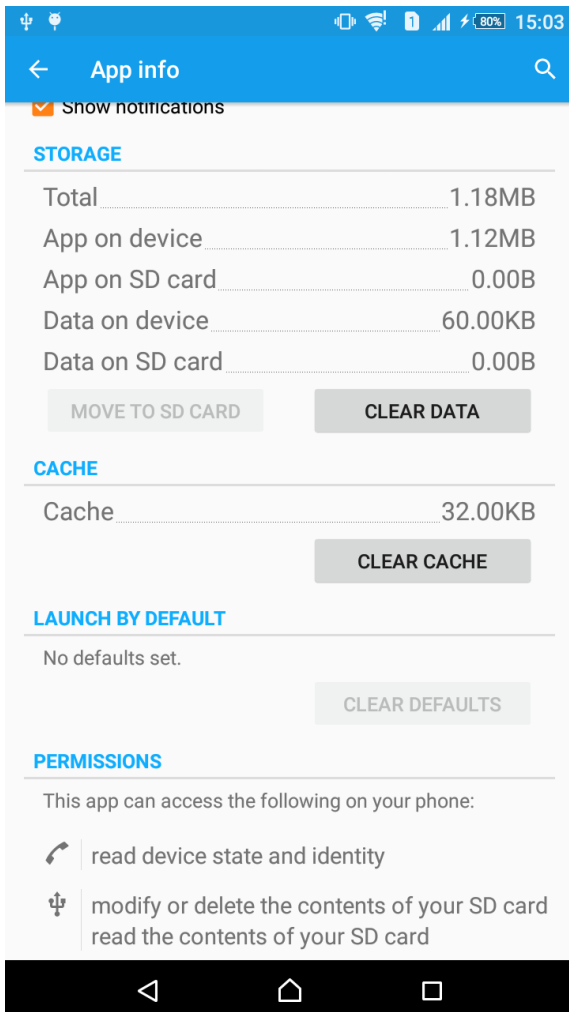 1 80% 15:03
App info
Show notifications
STORAGE
Total 1.18MB
App on device 1.12MB
App on SD card 0.00B
Data on device 60.00KB
Data on SD card 0.00B
MOVE TO SD CARD CLEAR DATA
CACHE
Cache 32.00KB
CLEAR CACHE
LAUNCH BY DEFAULT
No defaults set.
CLEAR DEFAULTS
PERMISSIONS
This app can access the following on your phone:
read device state and identity
modify or delete the contents of your SD card
read the contents of your SD card